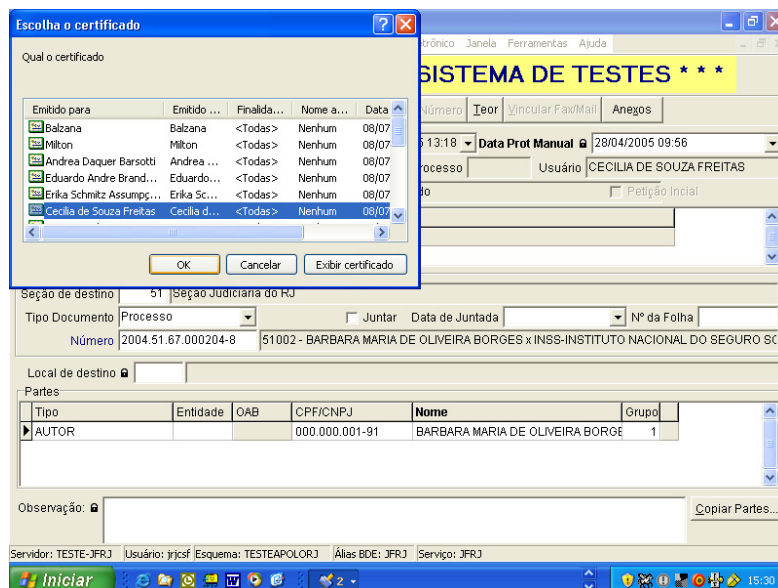 Escolha o certificado
Qual o certificado
Emitido para Emitido ... Finalida... Nome a... Data
Balzana Balzana <Todas> Nenhum 08/07
Milton Milton <Todas> Nenhum 08/07
Andrea Daquer Barsotti Andrea ... <Todas> Nenhum 08/07
Eduardo Andre Brand... Eduardo... <Todas> Nenhum 08/07
Erika Schmitz Assumpç... Erika Sc... <Todas> Nenhum 08/07
Cecilia de Souza Freitas Cecilia d... <Todas> Nenhum 08/07
OK Cancelar Exibir certificado
Janela Ferramentas Ajuda
SISTEMA DE TESTES * * *
Número Teor Vincular Fax/Mail Anexos
13:18 Data Prot Manual 28/04/2005 09:56
Usuário CECILIA DE SOUZA FREITAS
Petição Incial
Seção de destino 51 Seção Judiciaria do RJ
Tipo Documento Processo Juntar Data de Juntada Nº da Folha
Número 2004.51.67.000204-8 51002 - BARBARA MARIA DE OLIVEIRA BORGES x INSS-INSTITUTO NACIONAL DO SEGURO SO
Local de destino
Partes
Tipo Entidade OAB CPF/CNPJ Nome Grupo
AUTOR 000.000.001-91 BARBARA MARIA DE OLIVEIRA BORGE 1
Observação: Copiar Partes...
Servidor: TESTE-JFRJ Usuário: jrjcsf Esquema: TESTEAPOLORJ Álias BDE: JFRJ Serviço: JFRJ
Iniciar 2 15:30